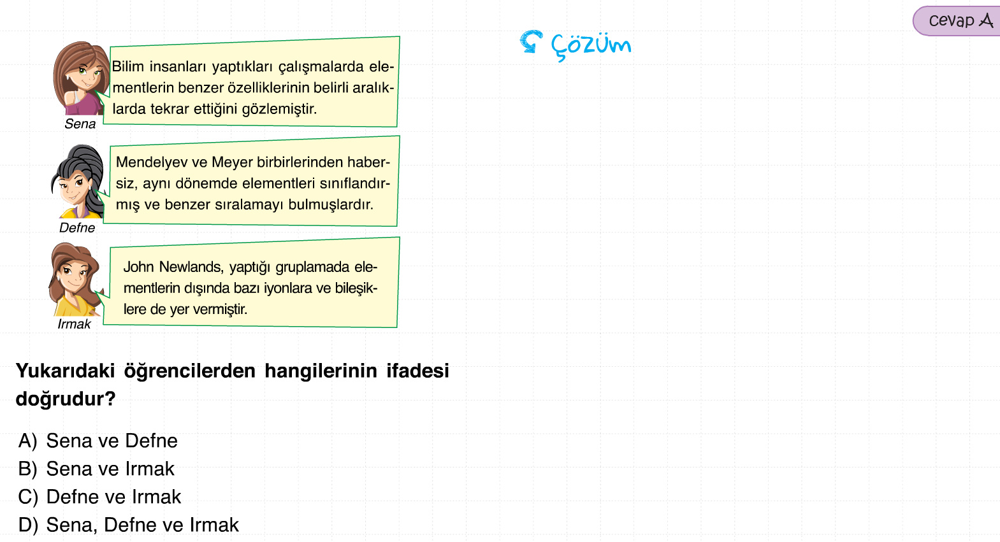 Cevap A
Çözüm
Bilim insanları yaptıkları çalışmalarda ele-
mentlerin benzer özelliklerinin belirli aralık-
larda tekrar ettiğini gözlemiştir.
Sena
Mendelyev ve Meyer birbirlerinden haber-
siz, aynı dönemde elementleri sınıflandır-
mış ve benzer sıralamayı bulmuşlardır.
Defne
John Newlands, yaptığı gruplamada ele-
mentlerin dışında bazı iyonlara ve bileşik-
lere de yer vermiştir.
Irmak
Yukarıdaki öğrencilerden hangilerinin ifadesi
doğrudur?
A) Sena ve Defne
B) Sena ve Irmak
C) Defne ve Irmak
D) Sena, Defne ve Irmak